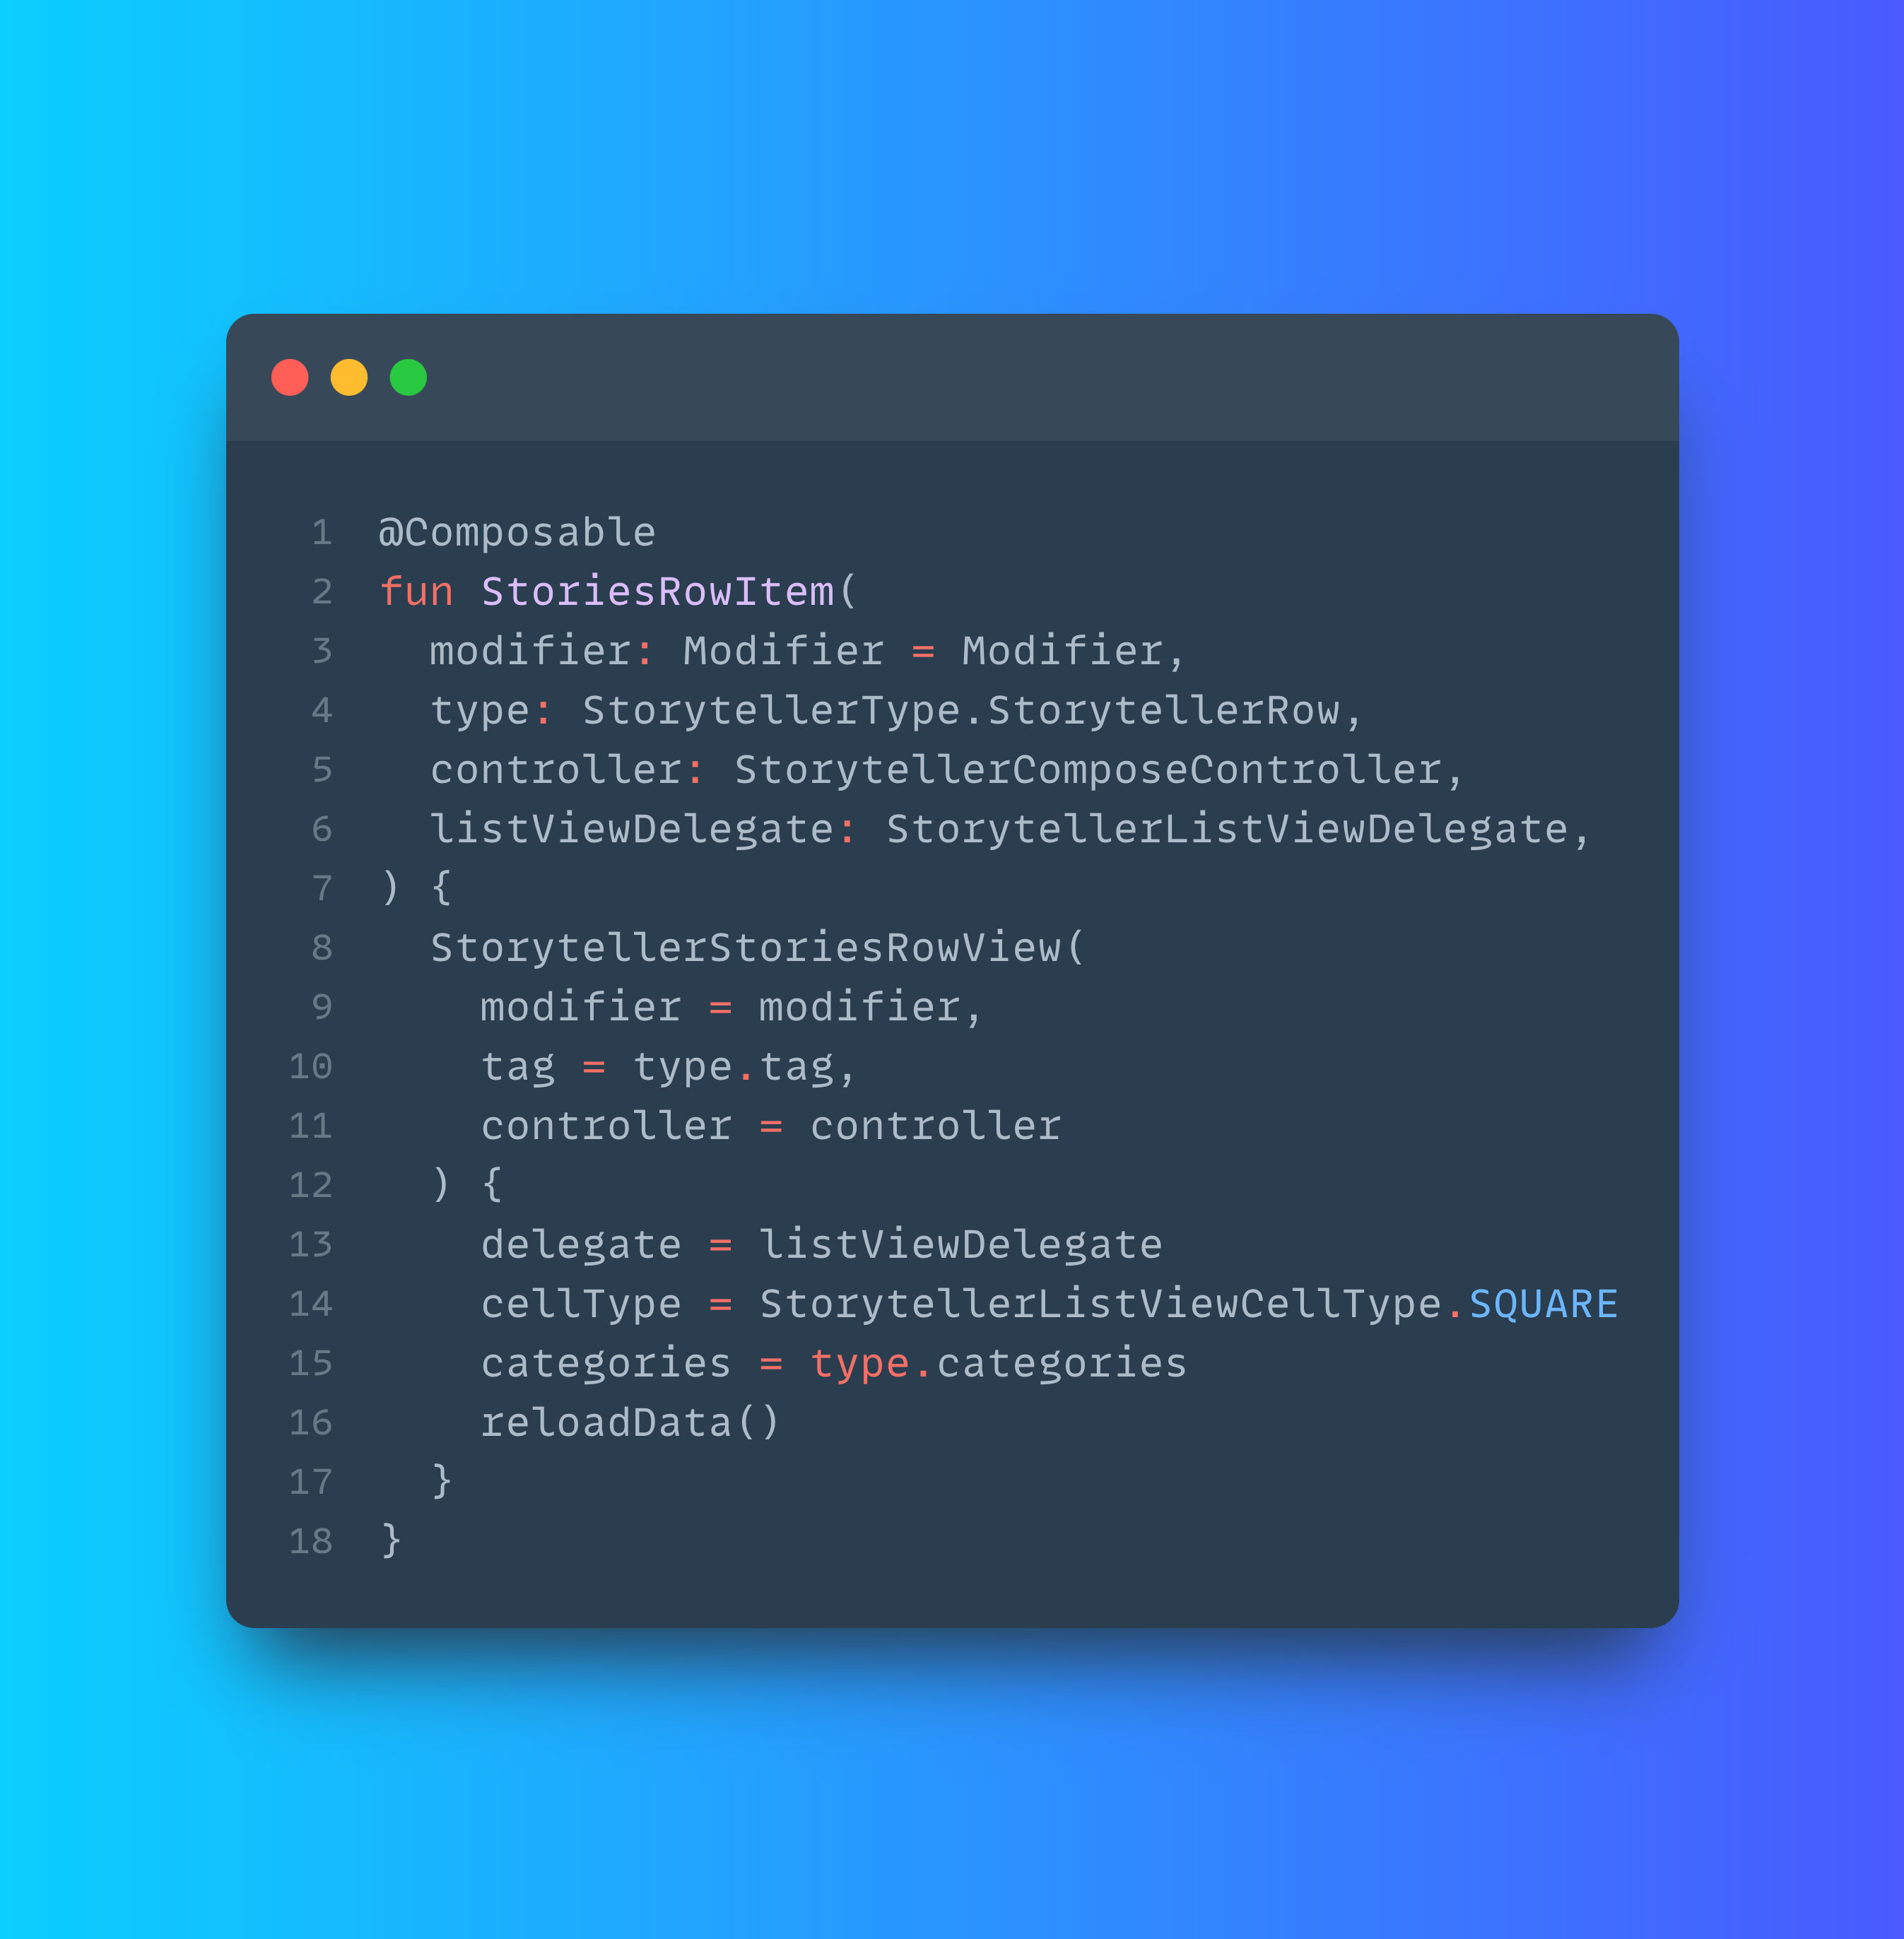 1 @Composable
2 fun StoriesRowItem(
3   modifier: Modifier = Modifier,
4   type: StorytellerType.StorytellerRow,
5   controller: StorytellerComposeController,
6   listViewDelegate: StorytellerListViewDelegate,
7 ) {
8   StorytellerStoriesRowView(
9     modifier = modifier,
10     tag = type.tag,
11     controller = controller
12   ) {
13     delegate = listViewDelegate
14     cellType = StorytellerListViewCellType.SQUARE
15     categories = type.categories
16     reloadData()
17   }
18 }